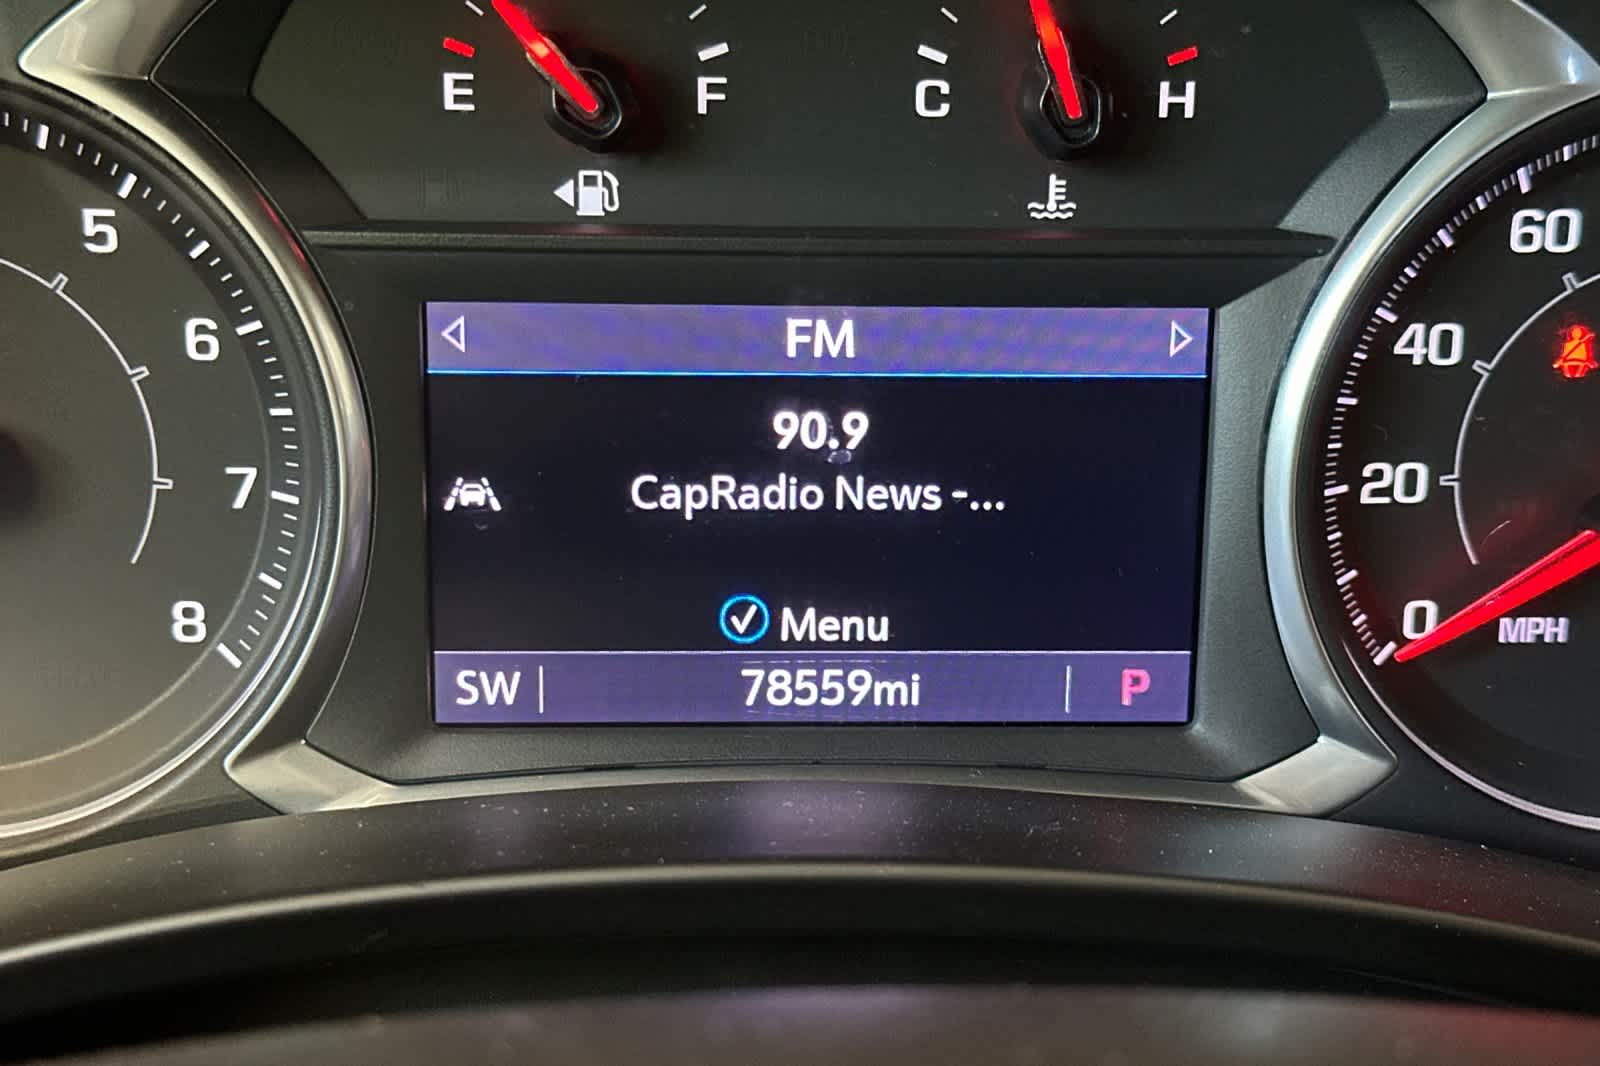 E F C H
5
6
7
8
FM
90.9
CapRadio News -...
Menu
SW 78559mi P
60
40
20
0 MPH